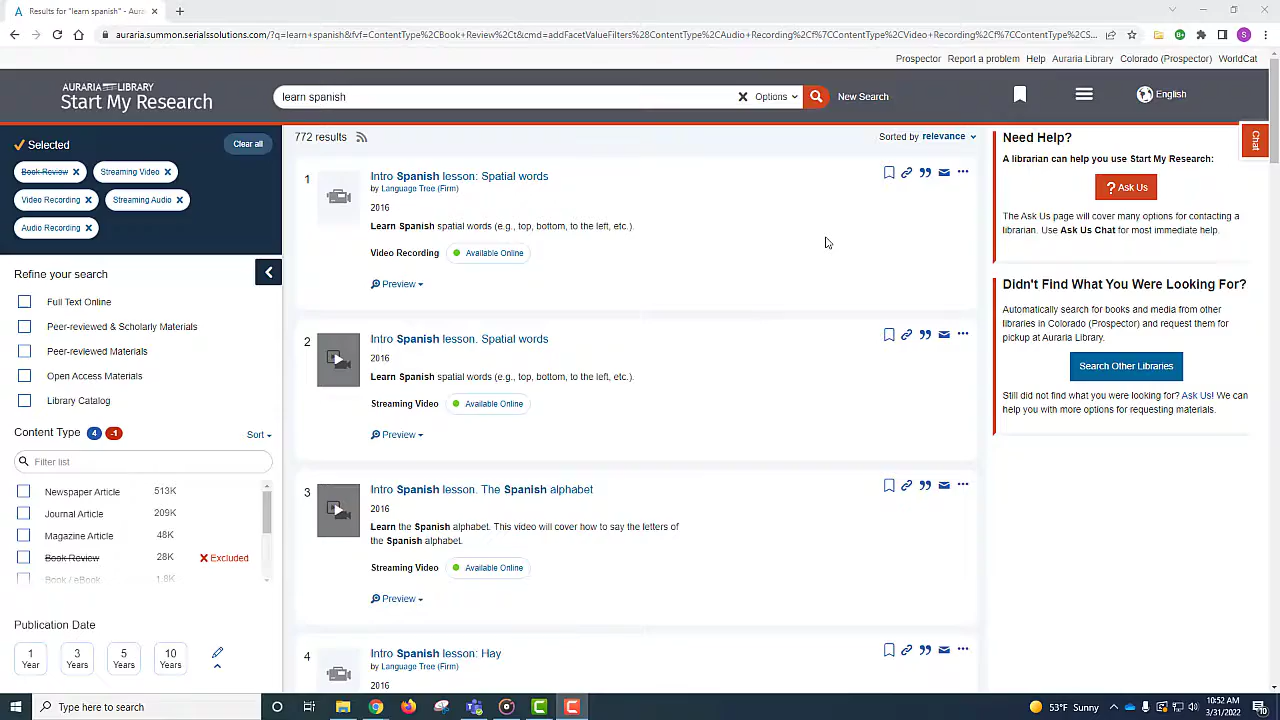 Results for "learn spanish" - Aura
auraria.summon.serialssolutions.com/?q=learn+spanish&fvf=ContentType%2CBook+Review%2Ct&cmd=addFacetValueFilters%28ContentType%2CAudio+Recording%2Cf%7CContentType%2CVideo+Recording%2Cf%7CContentType%2CS...
Prospector Report a problem Help Auraria Library Colorado (Prospector) WorldCat
AURARIA LIBRARY
Start My Research
learn spanish
Options
New Search
English
Selected
Clear all
Book Review
Streaming Video
Video Recording
Streaming Audio
Audio Recording
Refine your search
Full Text Online
Peer-reviewed & Scholarly Materials
Peer-reviewed Materials
Open Access Materials
Library Catalog
Content Type 4 -1 Sort
Filter list
Newspaper Article 513K
Journal Article 209K
Magazine Article 48K
Book Review 28K Excluded
Book / eBook 1.8K
Publication Date
1 Year
3 Years
5 Years
10 Years
772 results
Sorted by relevance
1
Intro Spanish lesson: Spatial words
by Language Tree (Firm)
2016
Learn Spanish spatial words (e.g., top, bottom, to the left, etc.).
Video Recording Available Online
Preview
2
Intro Spanish lesson. Spatial words
2016
Learn Spanish spatial words (e.g., top, bottom, to the left, etc.).
Streaming Video Available Online
Preview
3
Intro Spanish lesson. The Spanish alphabet
2016
Learn the Spanish alphabet. This video will cover how to say the letters of
the Spanish alphabet.
Streaming Video Available Online
Preview
4
Intro Spanish lesson: Hay
by Language Tree (Firm)
2016
Need Help?
A librarian can help you use Start My Research:
? Ask Us
The Ask Us page will cover many options for contacting a
librarian. Use Ask Us Chat for most immediate help.
Didn't Find What You Were Looking For?
Automatically search for books and media from other
libraries in Colorado (Prospector) and request them for
pickup at Auraria Library.
Search Other Libraries
Still did not find what you were looking for? Ask Us! We can
help you with more options for requesting materials.
Chat
Type here to search
53°F Sunny
10:52 AM
3/31/2022